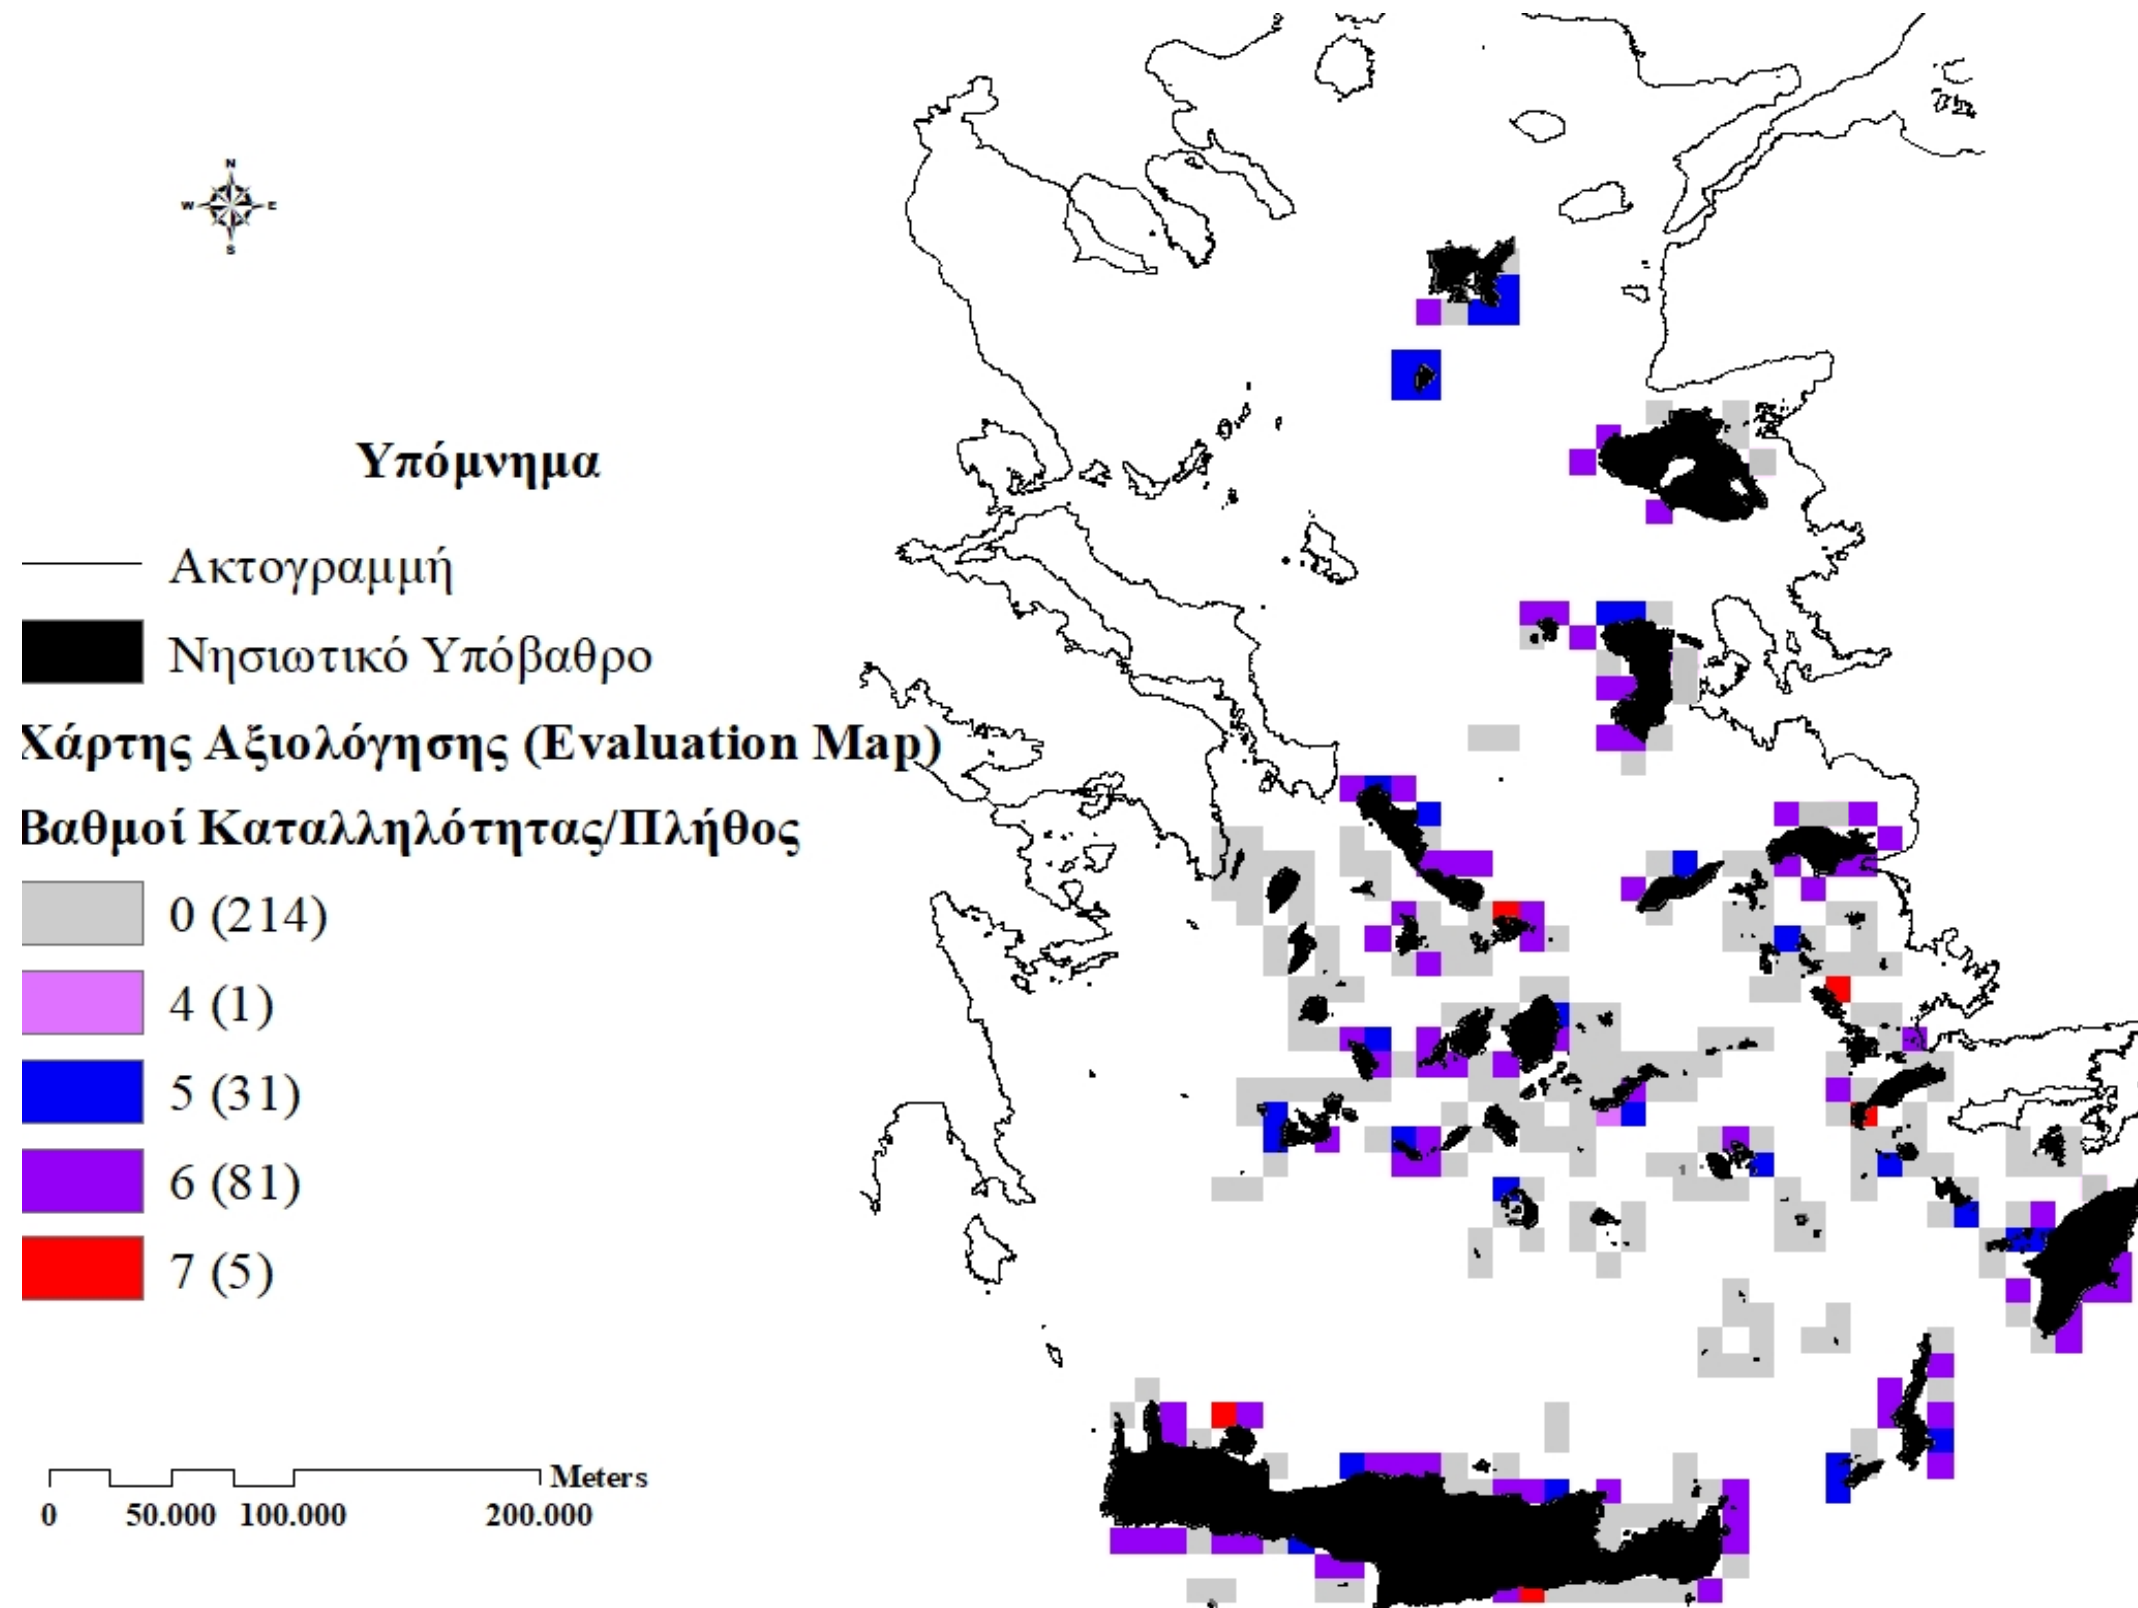 N
W E
S
Υπόμνημα
Ακτογραμμή
Νησιωτικό Υπόβαθρο
Χάρτης Αξιολόγησης (Evaluation Map)
Βαθμοί Καταλληλότητας/Πλήθος
0 (214)
4 (1)
5 (31)
6 (81)
7 (5)
Meters
0 50.000 100.000 200.000